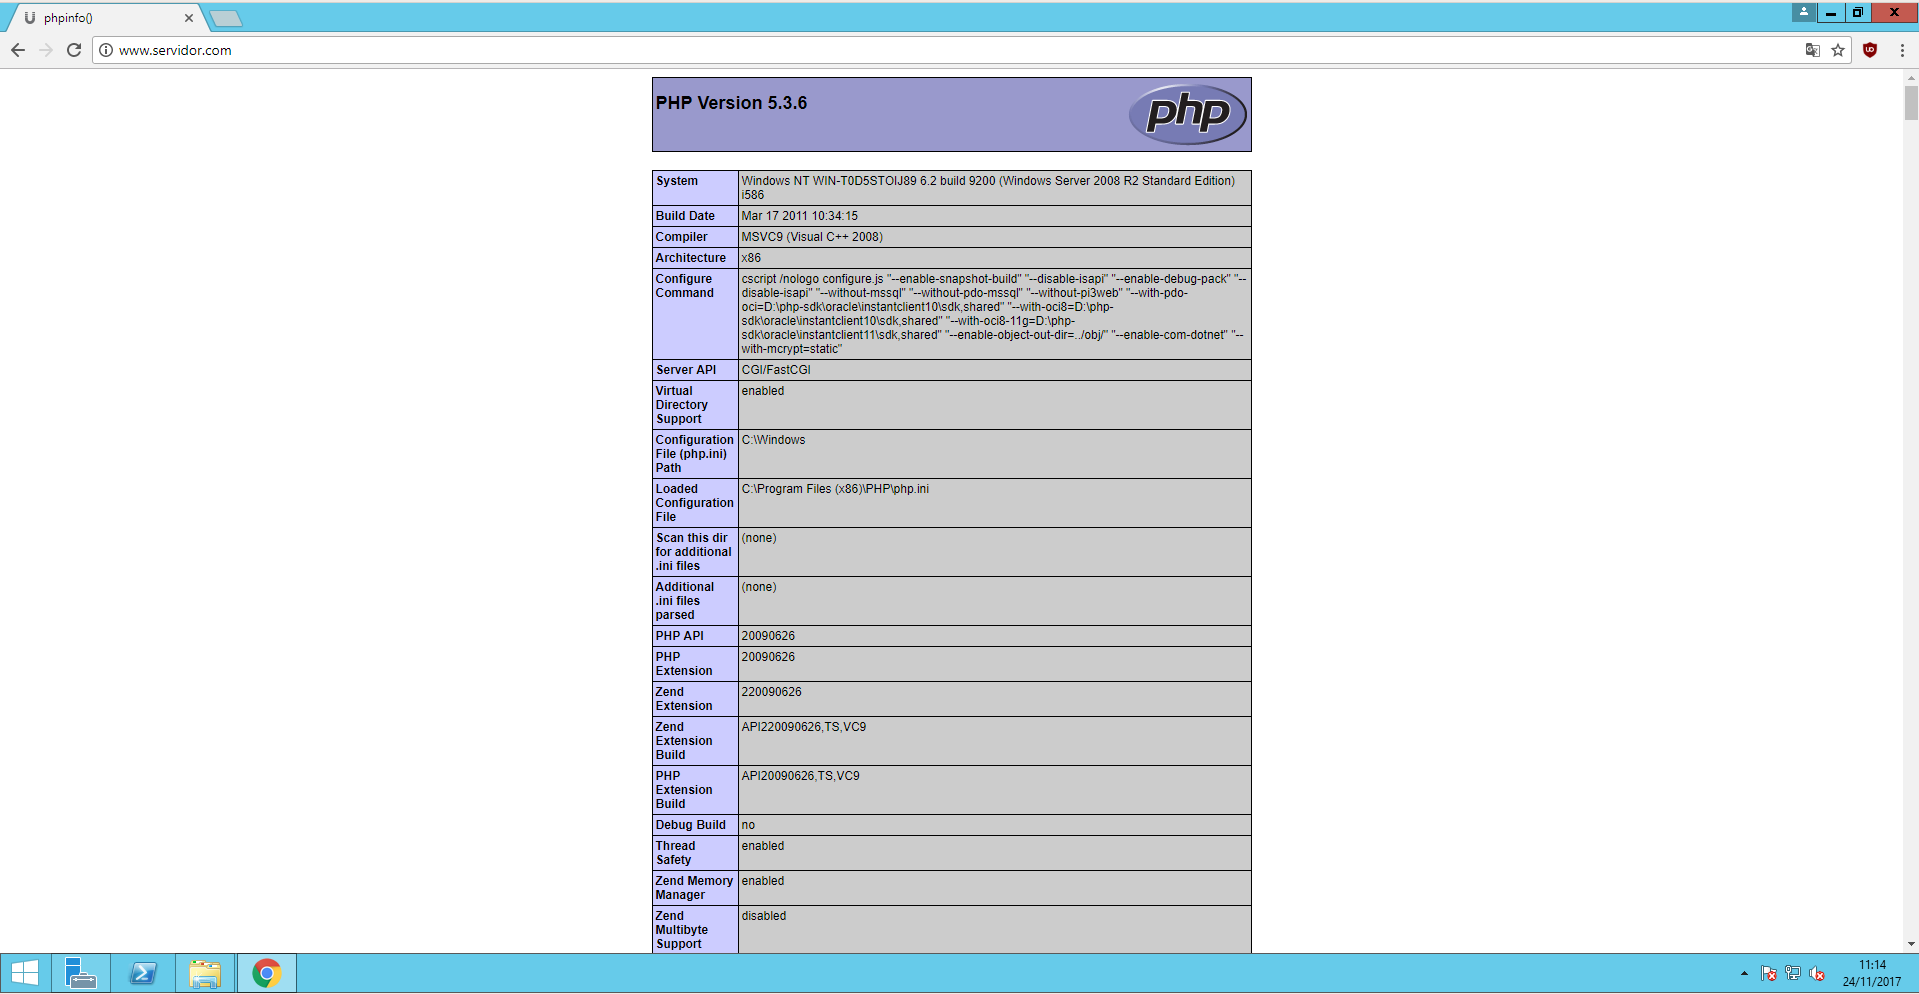 phpinfo()
www.servidor.com
PHP Version 5.3.6
php
System
Windows NT WIN-T0D5STOIJ89 6.2 build 9200 (Windows Server 2008 R2 Standard Edition)
i586
Build Date
Mar 17 2011 10:34:15
Compiler
MSVC9 (Visual C++ 2008)
Architecture
x86
Configure
Command
cscript /nologo configure.js "--enable-snapshot-build" "--disable-isapi" "--enable-debug-pack" "--
disable-isapi" "--without-mssql" "--without-pdo-mssql" "--without-pi3web" "--with-pdo-
oci=D:\php-sdk\oracle\instantclient10\sdk,shared" "--with-oci8=D:\php-
sdk\oracle\instantclient10\sdk,shared" "--with-oci8-11g=D:\php-
sdk\oracle\instantclient11\sdk,shared" "--enable-object-out-dir=../obj/" "--enable-com-dotnet" "--
with-mcrypt=static"
Server API
CGI/FastCGI
Virtual
Directory
Support
enabled
Configuration
File (php.ini)
Path
C:\Windows
Loaded
Configuration
File
C:\Program Files (x86)\PHP\php.ini
Scan this dir
for additional
.ini files
(none)
Additional
.ini files
parsed
(none)
PHP API
20090626
PHP
Extension
20090626
Zend
Extension
220090626
Zend
Extension
Build
API220090626,TS,VC9
PHP
Extension
Build
API20090626,TS,VC9
Debug Build
no
Thread
Safety
enabled
Zend Memory
Manager
enabled
Zend
Multibyte
Support
disabled
11:14
24/11/2017